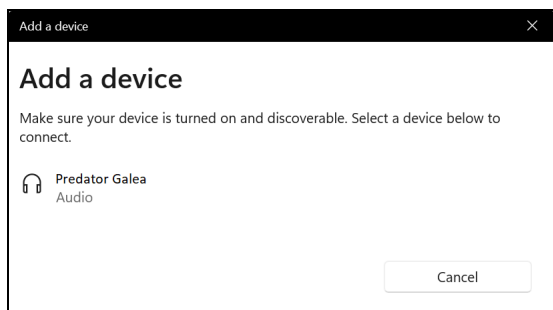 Add a device
Add a device
Make sure your device is turned on and discoverable. Select a device below to
connect.
Predator Galea
Audio
Cancel